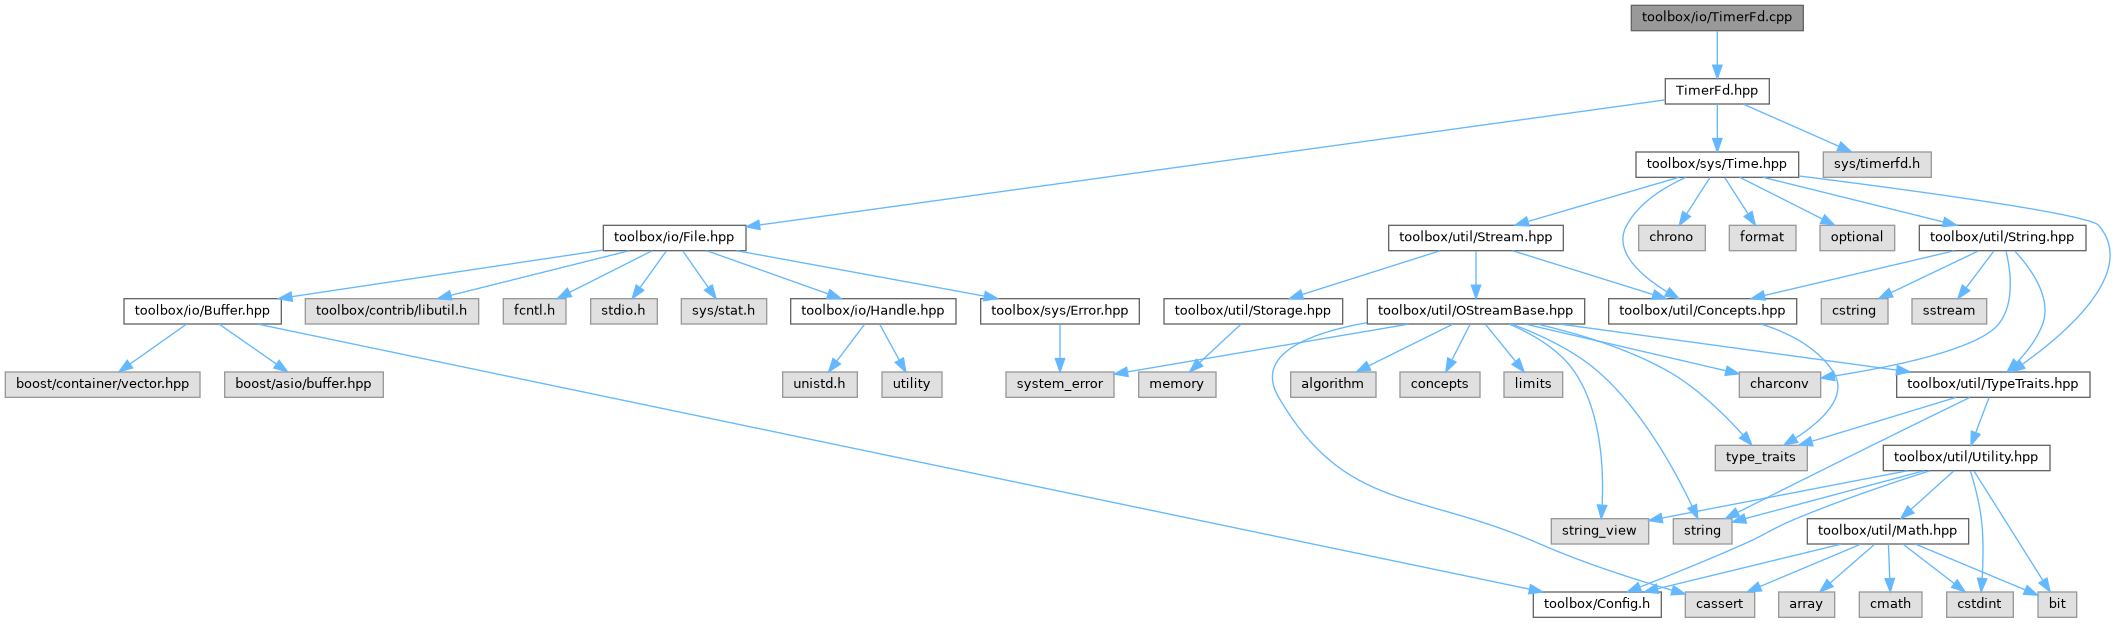 toolbox/io/TimerFd.cpp
TimerFd.hpp
toolbox/sys/Time.hpp
sys/timerfd.h
toolbox/io/File.hpp
toolbox/util/Stream.hpp
chrono
format
optional
toolbox/util/String.hpp
toolbox/io/Buffer.hpp
toolbox/contrib/libutil.h
fcntl.h
stdio.h
sys/stat.h
toolbox/io/Handle.hpp
toolbox/sys/Error.hpp
toolbox/util/Storage.hpp
toolbox/util/OStreamBase.hpp
toolbox/util/Concepts.hpp
cstring
sstream
boost/container/vector.hpp
boost/asio/buffer.hpp
unistd.h
utility
system_error
memory
algorithm
concepts
limits
charconv
toolbox/util/TypeTraits.hpp
type_traits
toolbox/util/Utility.hpp
string_view
string
toolbox/util/Math.hpp
toolbox/Config.h
cassert
array
cmath
cstdint
bit